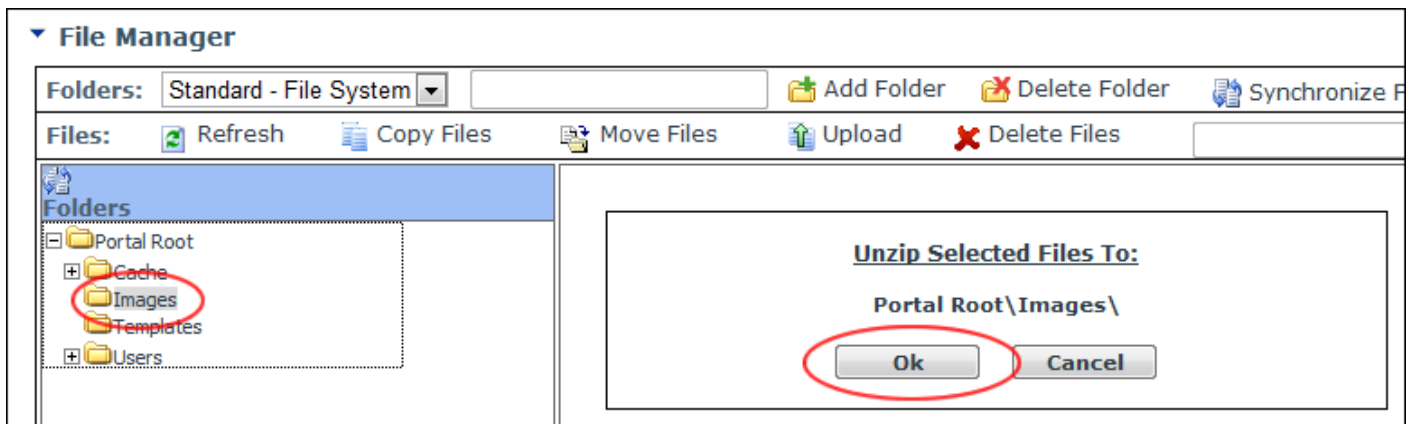 File Manager
Folders: Standard - File System Add Folder Delete Folder Synchronize F
Files: Refresh Copy Files Move Files Upload Delete Files
Folders
Portal Root
Cache
Images
Templates
Users
Unzip Selected Files To:
Portal Root\Images\
Ok Cancel